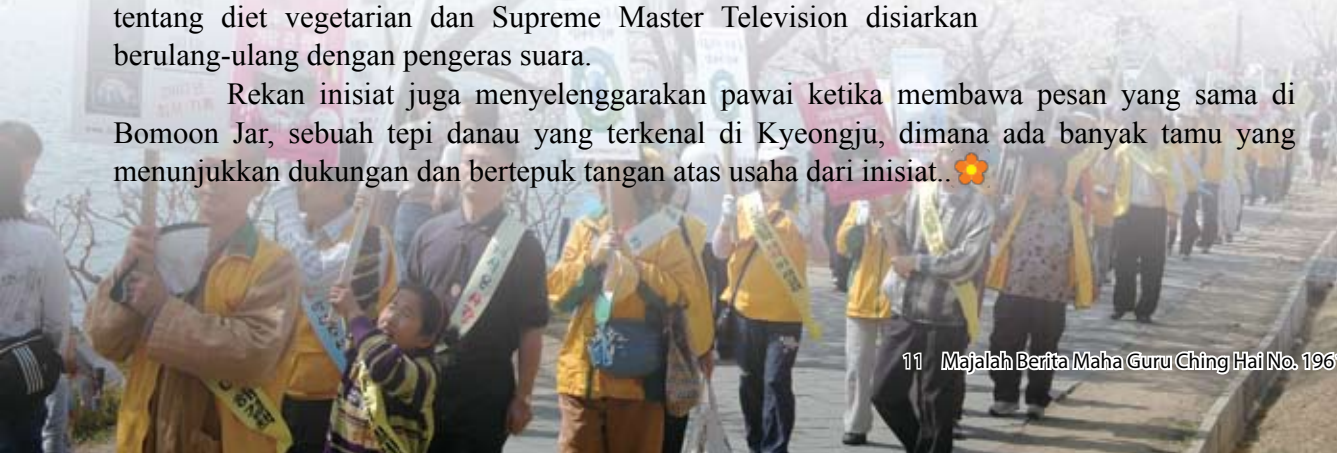 tentang diet vegetarian dan Supreme Master Television disiarkan
berulang-ulang dengan pengeras suara.
Rekan inisiat juga menyelenggarakan pawai ketika membawa pesan yang sama di
Bomoon Jar, sebuah tepi danau yang terkenal di Kyeongju, dimana ada banyak tamu yang
menunjukkan dukungan dan bertepuk tangan atas usaha dari inisiat..
11 Majalah Berita Maha Guru Ching Hai No. 196